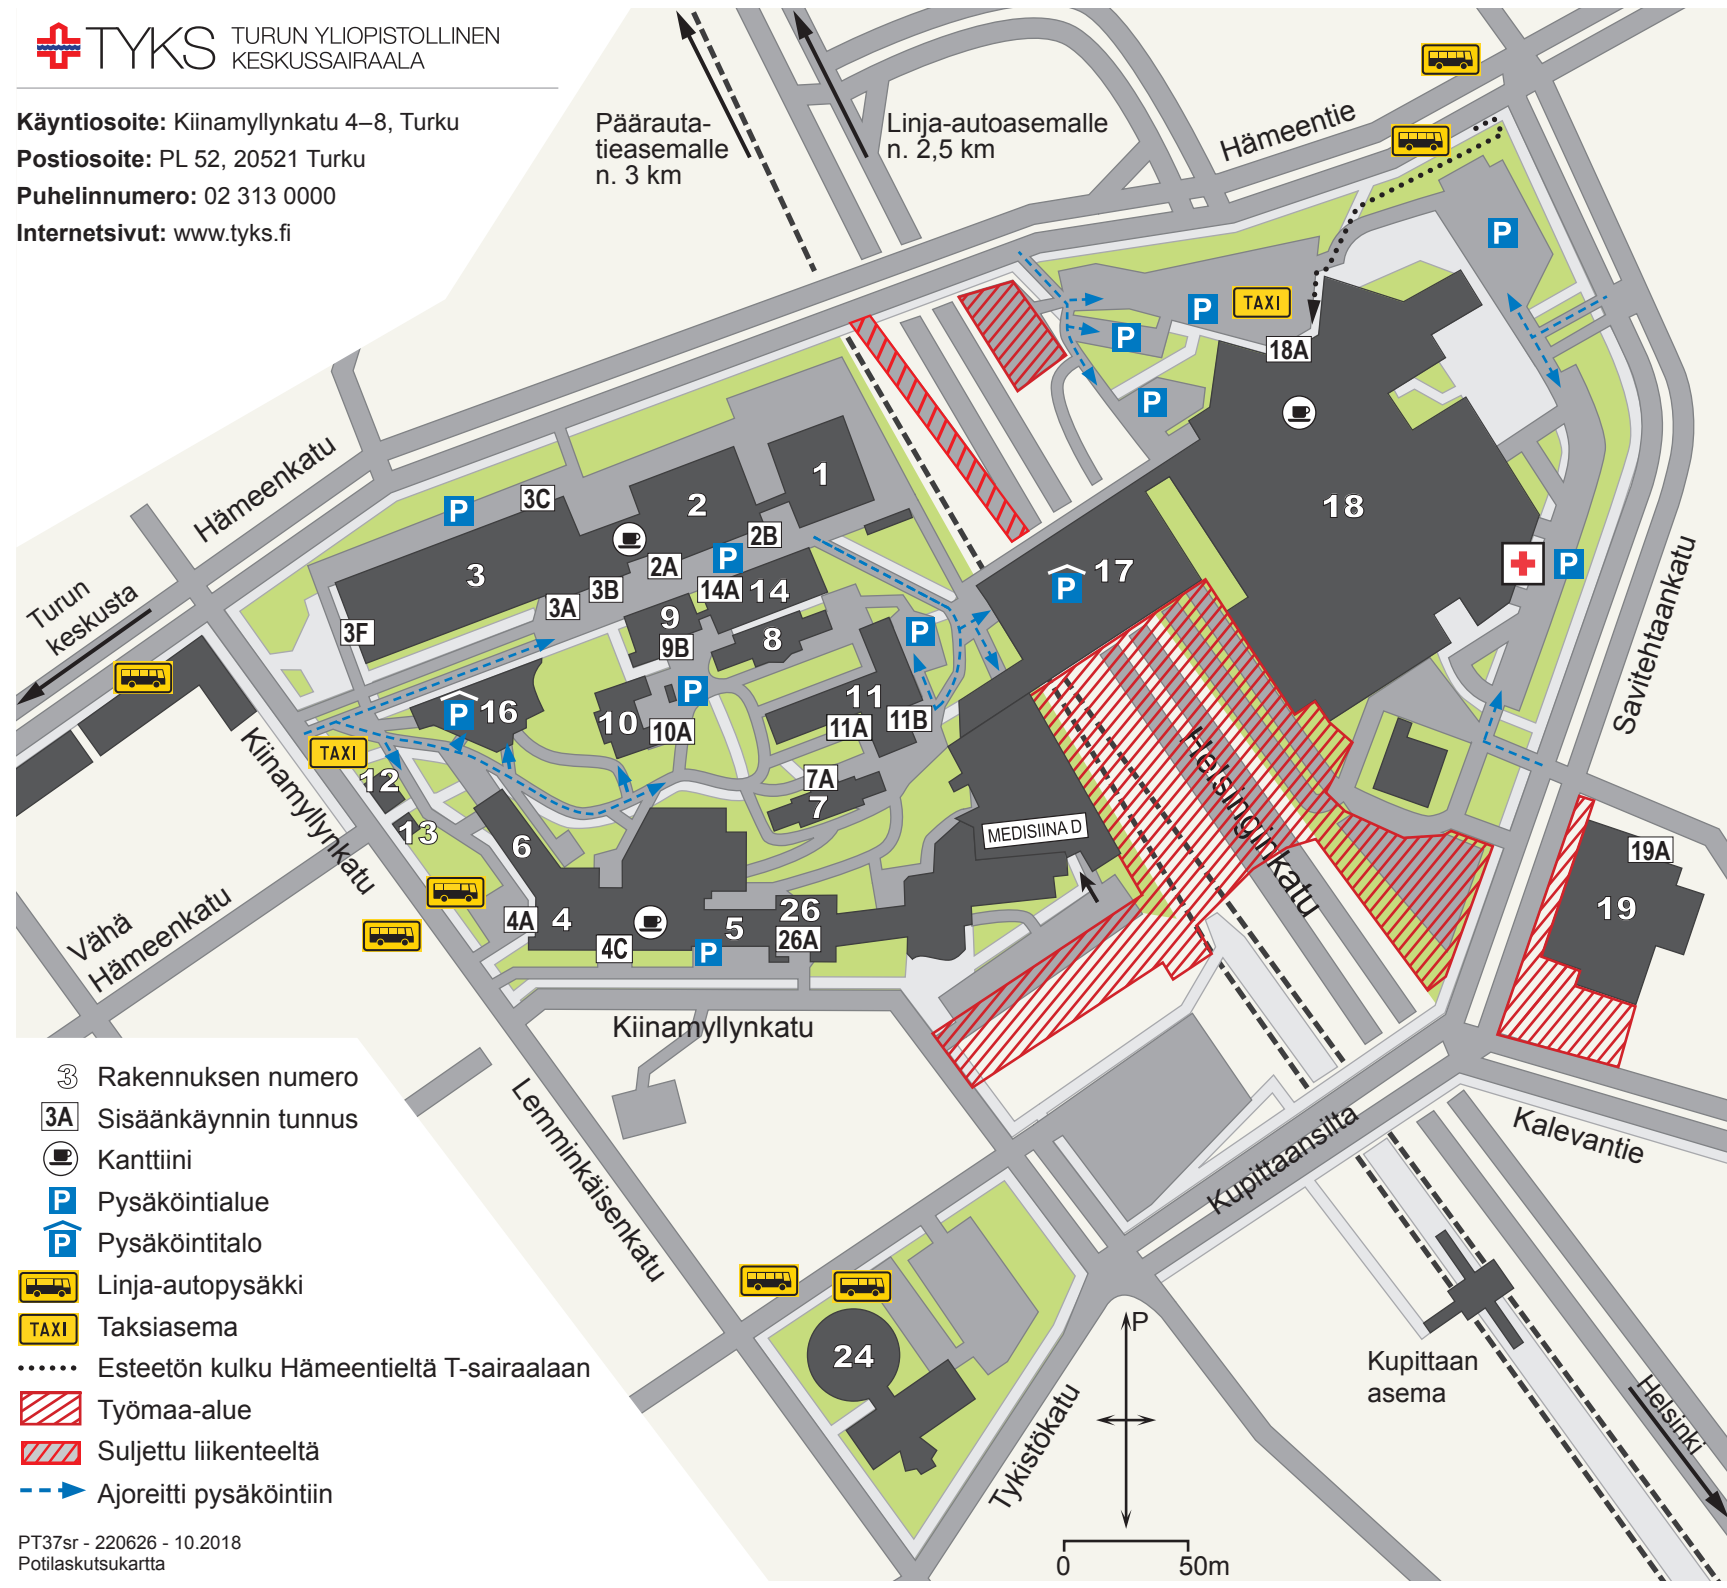 TYKS
TURUN YLIOPISTOLLINEN
KESKUSSAIRAALA
Käyntiosoite: Kiinamyllynkatu 4–8, Turku
Postiosoite: PL 52, 20521 Turku
Puhelinnumero: 02 313 0000
Internetsivut: www.tyks.fi
Päärauta-
tieasemalle
n. 3 km
Linja-autoasemalle
n. 2,5 km
Hämeentie
P
P
TAXI
P
18A
P
Hämeenkatu
1
2
3C
P
18
2B
3
2A
P
17
P
P
Savitehtaankatu
Turun
keskusta
3B
14A
14
3A
9
3F
9B
8
P
P
16
P
10
10A
11
11A
11B
TAXI
Kiinamyllynkatu
12
7A
7
13
6
MEDISIINA D
Helsinginkatu
19A
19
Vähä
Hämeenkatu
4A
4
4C
5
P
26
26A
Kiinamyllynkatu
Lemminkäisenkatu
Kupittaansilta
Kalevantie
3 Rakennuksen numero
3A Sisäänkäynnin tunnus
Kanttiini
P Pysäköintialue
P Pysäköintitalo
Linja-autopysäkki
TAXI Taksiasema
Esteetön kulku Hämeentieltä T-sairaalaan
Työmaa-alue
Suljettu liikenteeltä
Ajoreitti pysäköintiin
24
P
Kupittaan
asema
Helsinki
Tykistökatu
0 50m
PT37sr - 220626 - 10.2018
Potilaskutsukartta